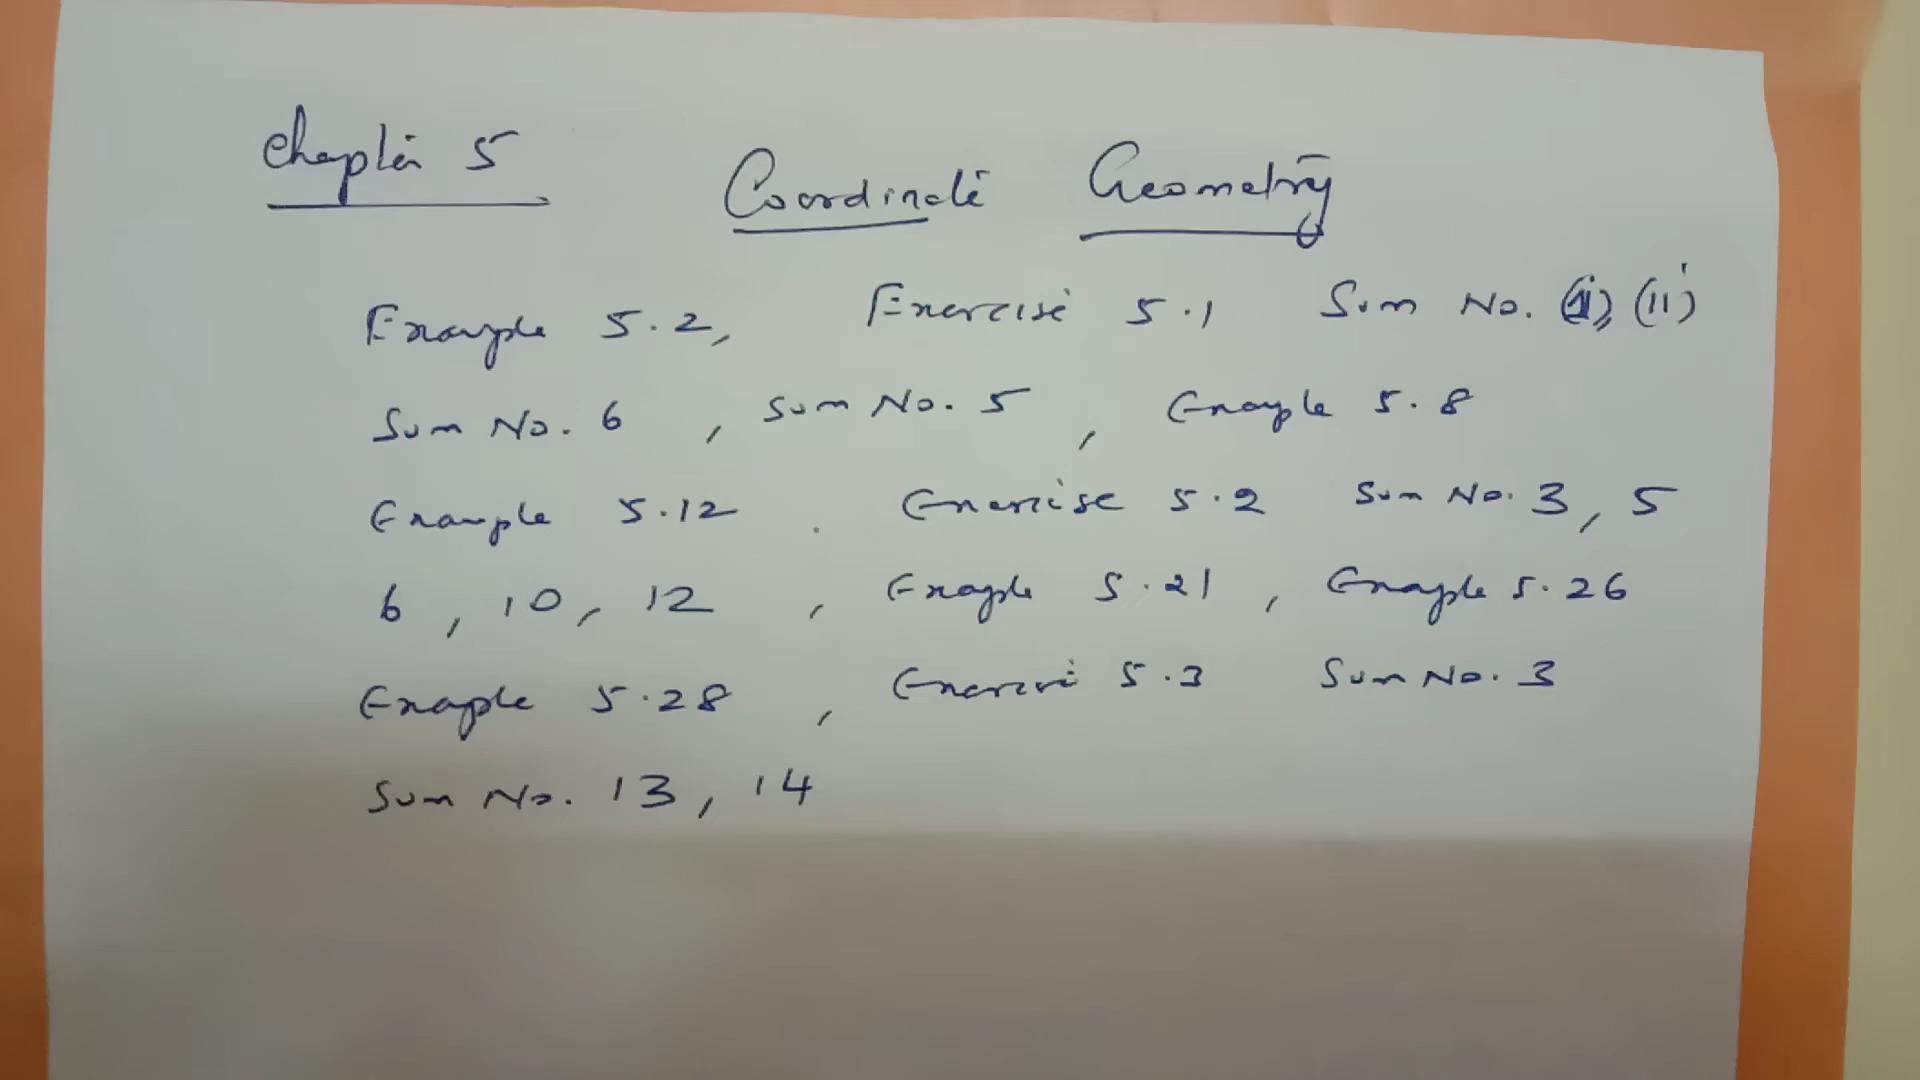 Chapter 5
Coordinate Geometry
Example 5.2, Exercise 5.1 Sum No. (i), (ii)
Sum No. 6, Sum No. 5, Example 5.8
Example 5.12. Exercise 5.2 Sum No. 3, 5
6, 10, 12, Example 5.21, Example 5.26
Example 5.28, Exercise 5.3 Sum No. 3
Sum No. 13, 14